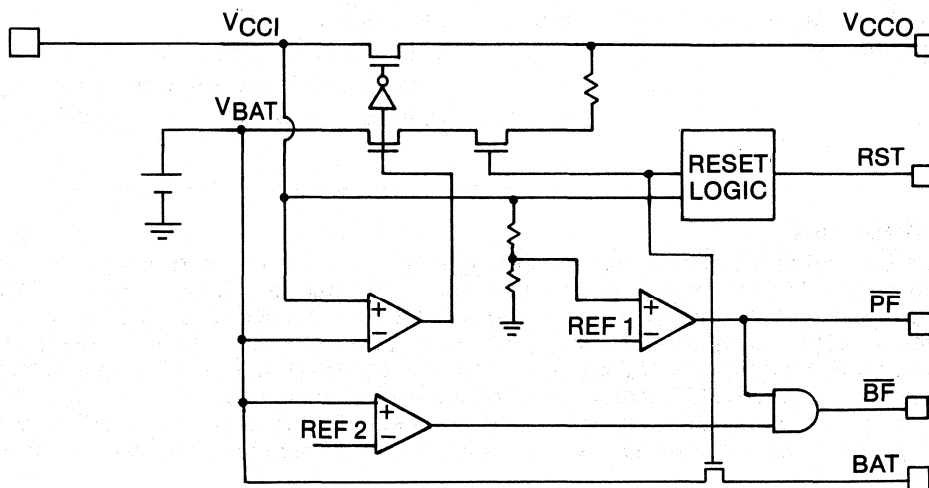 VCCI
VCCO
VBAT
RESET
LOGIC
RST
+
−
REF 1
+
−
PF
BF
REF 2
+
−
BAT